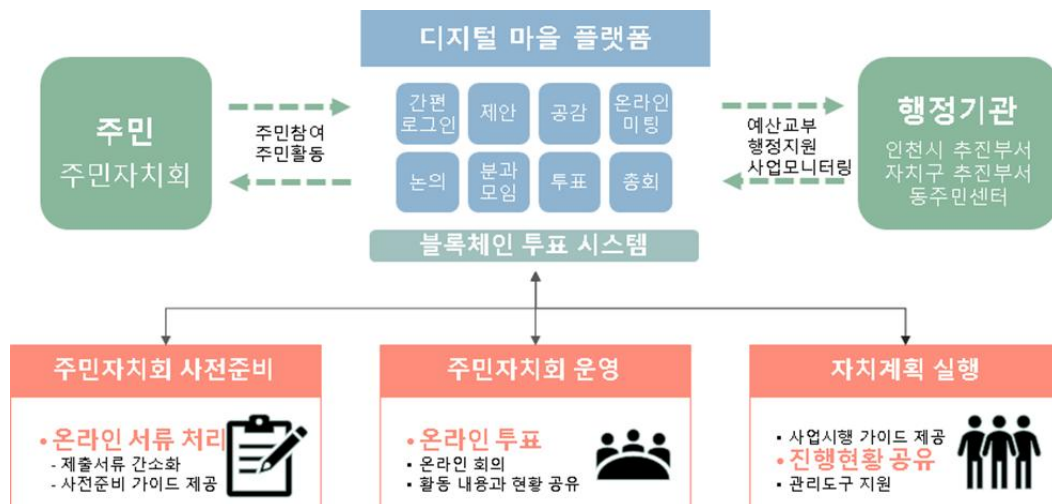 디지털 마을 플랫폼
주민
주민자치회
주민참여
주민활동
간편
로그인
제안
공감
온라인
미팅
논의
분과
모임
투표
총회
예산교부
행정지원
사업모니터링
행정기관
인천시 추진부서
자치구 추진부서
동주민센터
블록체인 투표 시스템
주민자치회 사전준비
• 온라인 서류 처리
- 제출서류 간소화
- 사전준비 가이드 제공
주민자치회 운영
• 온라인 투표
• 온라인 회의
• 활동 내용과 현황 공유
자치계획 실행
• 사업시행 가이드 제공
• 진행현황 공유
• 관리도구 지원